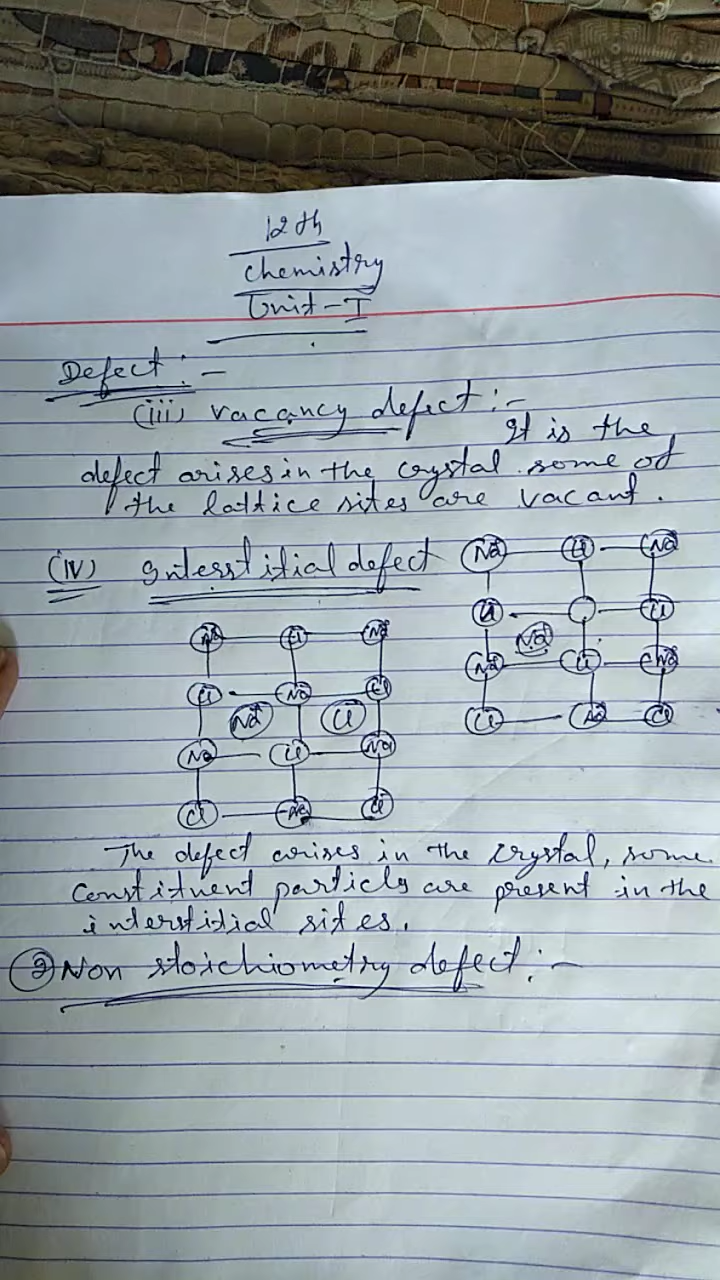 12th
Chemistry
Unit-I
Defect:-
(iii) vacancy defect:-
It is the
defect arises in the crystal some of
the lattice sites are vacant.
(iv) Interstitial defect
Na Cl Na
Cl Cl
Na
Na Cl Na
Cl Na Cl
Na Cl Na
Cl Na Cl
Na Cl
Na Cl Na
Cl Na Cl
The defect arises in the crystal, some
Constituent particls are present in the
interstitial sites.
② Non stoichiometry defect:-